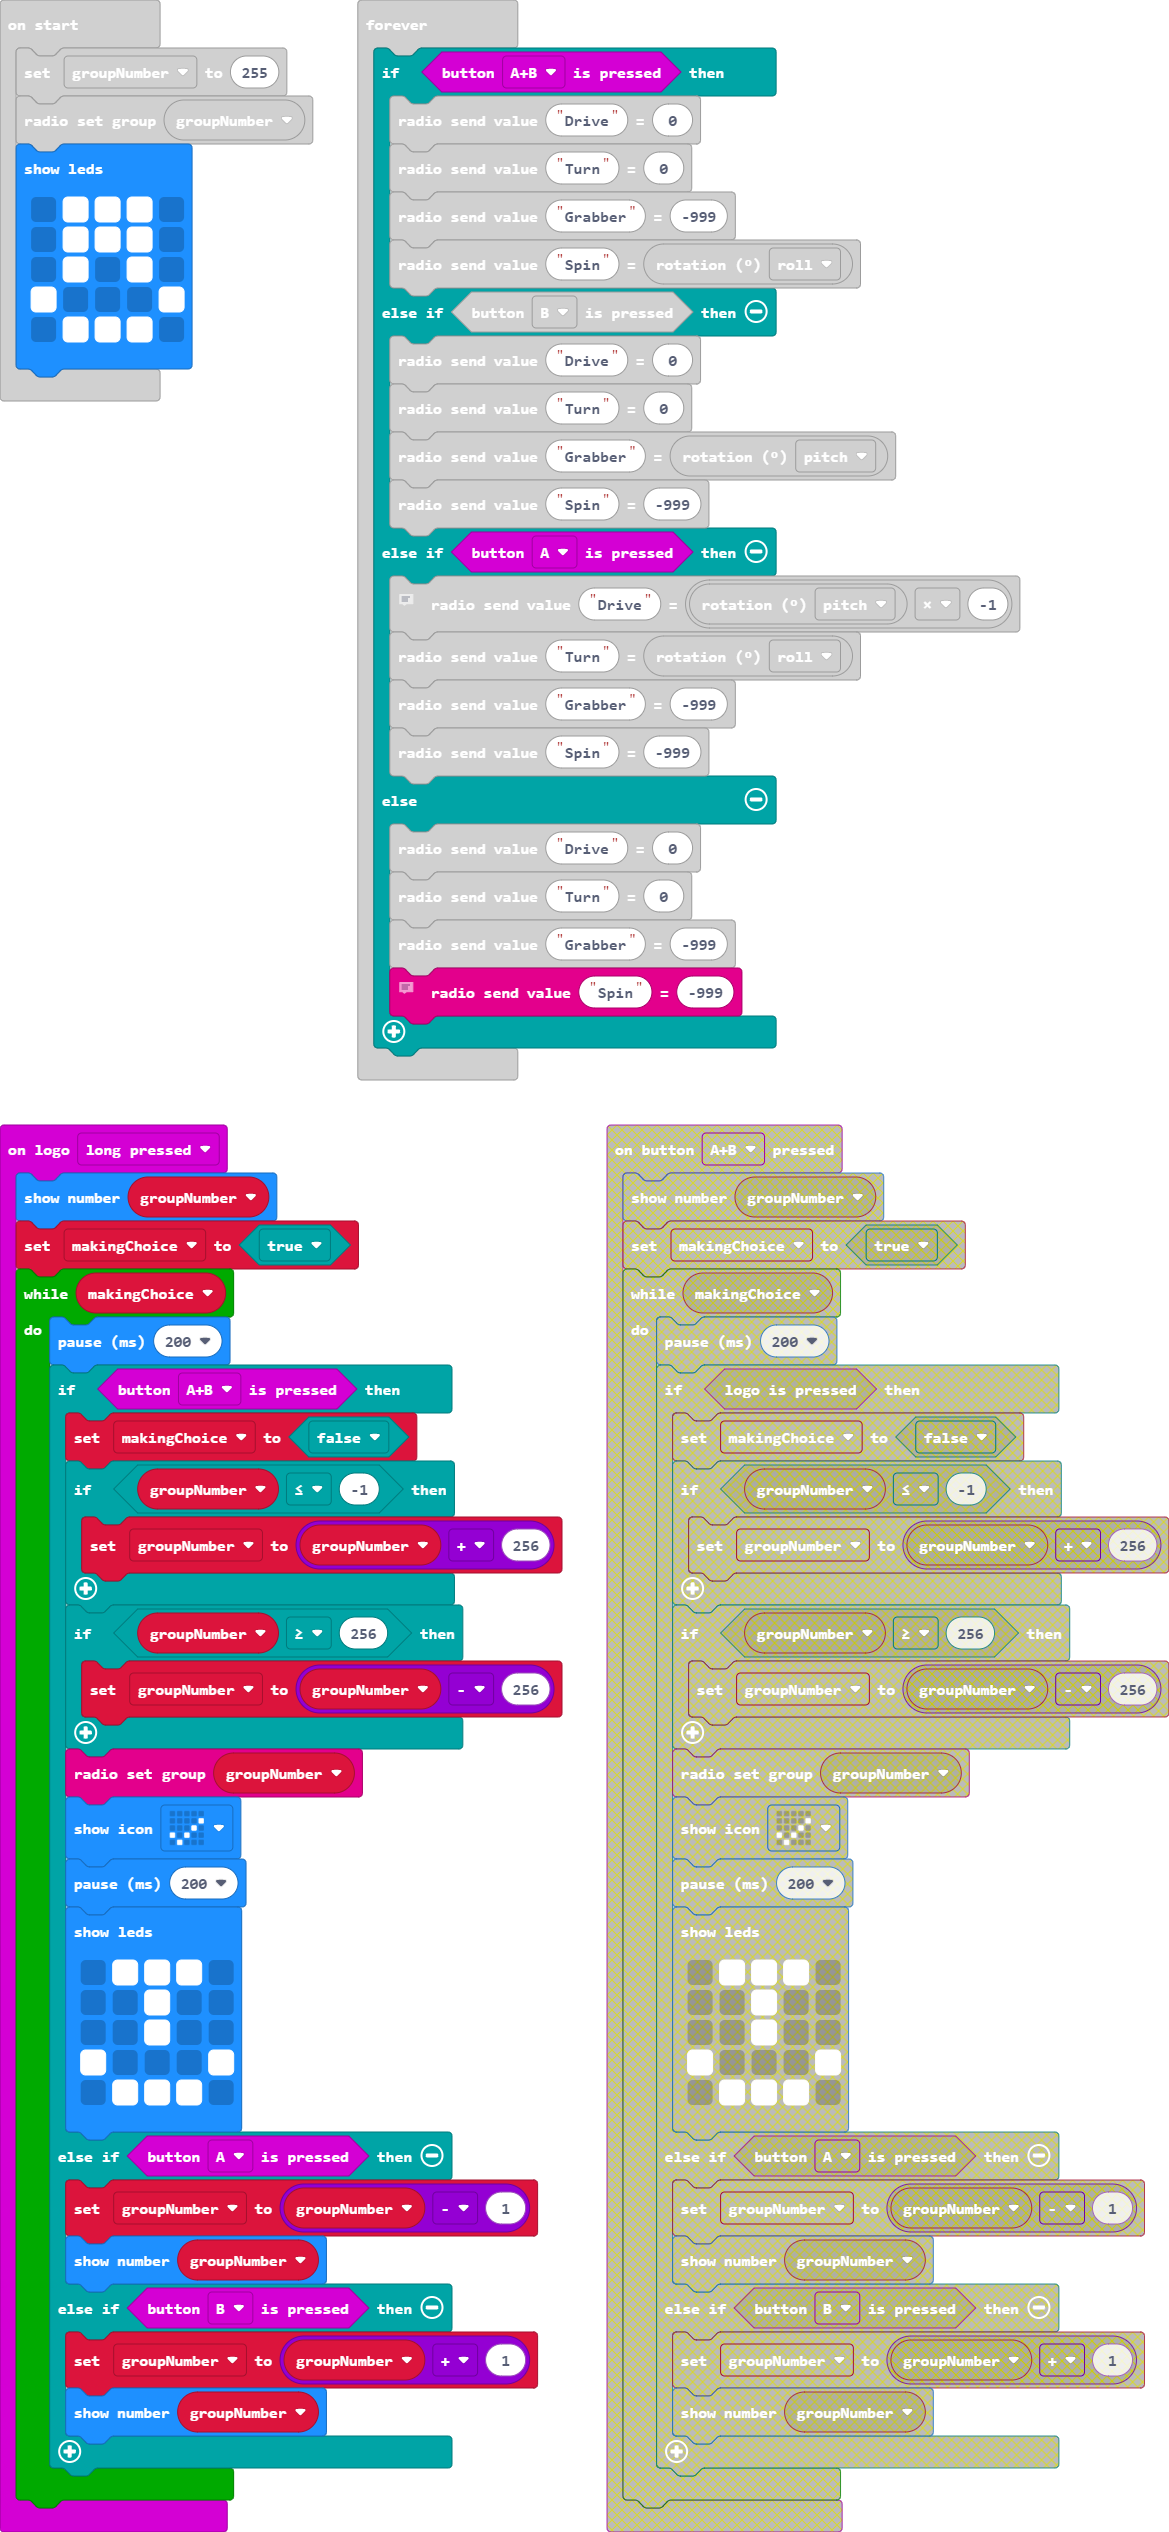 on start
set groupNumber to 255
radio set group groupNumber
show leds
forever
if button A+B is pressed then
radio send value "Drive" = 0
radio send value "Turn" = 0
radio send value "Grabber" = -999
radio send value "Spin" = rotation (º) roll
else if button B is pressed then
radio send value "Drive" = 0
radio send value "Turn" = 0
radio send value "Grabber" = rotation (º) pitch
radio send value "Spin" = -999
else if button A is pressed then
radio send value "Drive" = rotation (º) pitch × -1
radio send value "Turn" = rotation (º) roll
radio send value "Grabber" = -999
radio send value "Spin" = -999
else
radio send value "Drive" = 0
radio send value "Turn" = 0
radio send value "Grabber" = -999
radio send value "Spin" = -999
on logo long pressed
show number groupNumber
set makingChoice to true
while makingChoice
do
pause (ms) 200
if button A+B is pressed then
set makingChoice to false
if groupNumber ≤ -1 then
set groupNumber to groupNumber + 256
if groupNumber ≥ 256 then
set groupNumber to groupNumber - 256
radio set group groupNumber
show icon
pause (ms) 200
show leds
else if button A is pressed then
set groupNumber to groupNumber - 1
show number groupNumber
else if button B is pressed then
set groupNumber to groupNumber + 1
show number groupNumber
on button A+B pressed
show number groupNumber
set makingChoice to true
while makingChoice
do
pause (ms) 200
if logo is pressed then
set makingChoice to false
if groupNumber ≤ -1 then
set groupNumber to groupNumber + 256
if groupNumber ≥ 256 then
set groupNumber to groupNumber - 256
radio set group groupNumber
show icon
pause (ms) 200
show leds
else if button A is pressed then
set groupNumber to groupNumber - 1
show number groupNumber
else if button B is pressed then
set groupNumber to groupNumber + 1
show number groupNumber